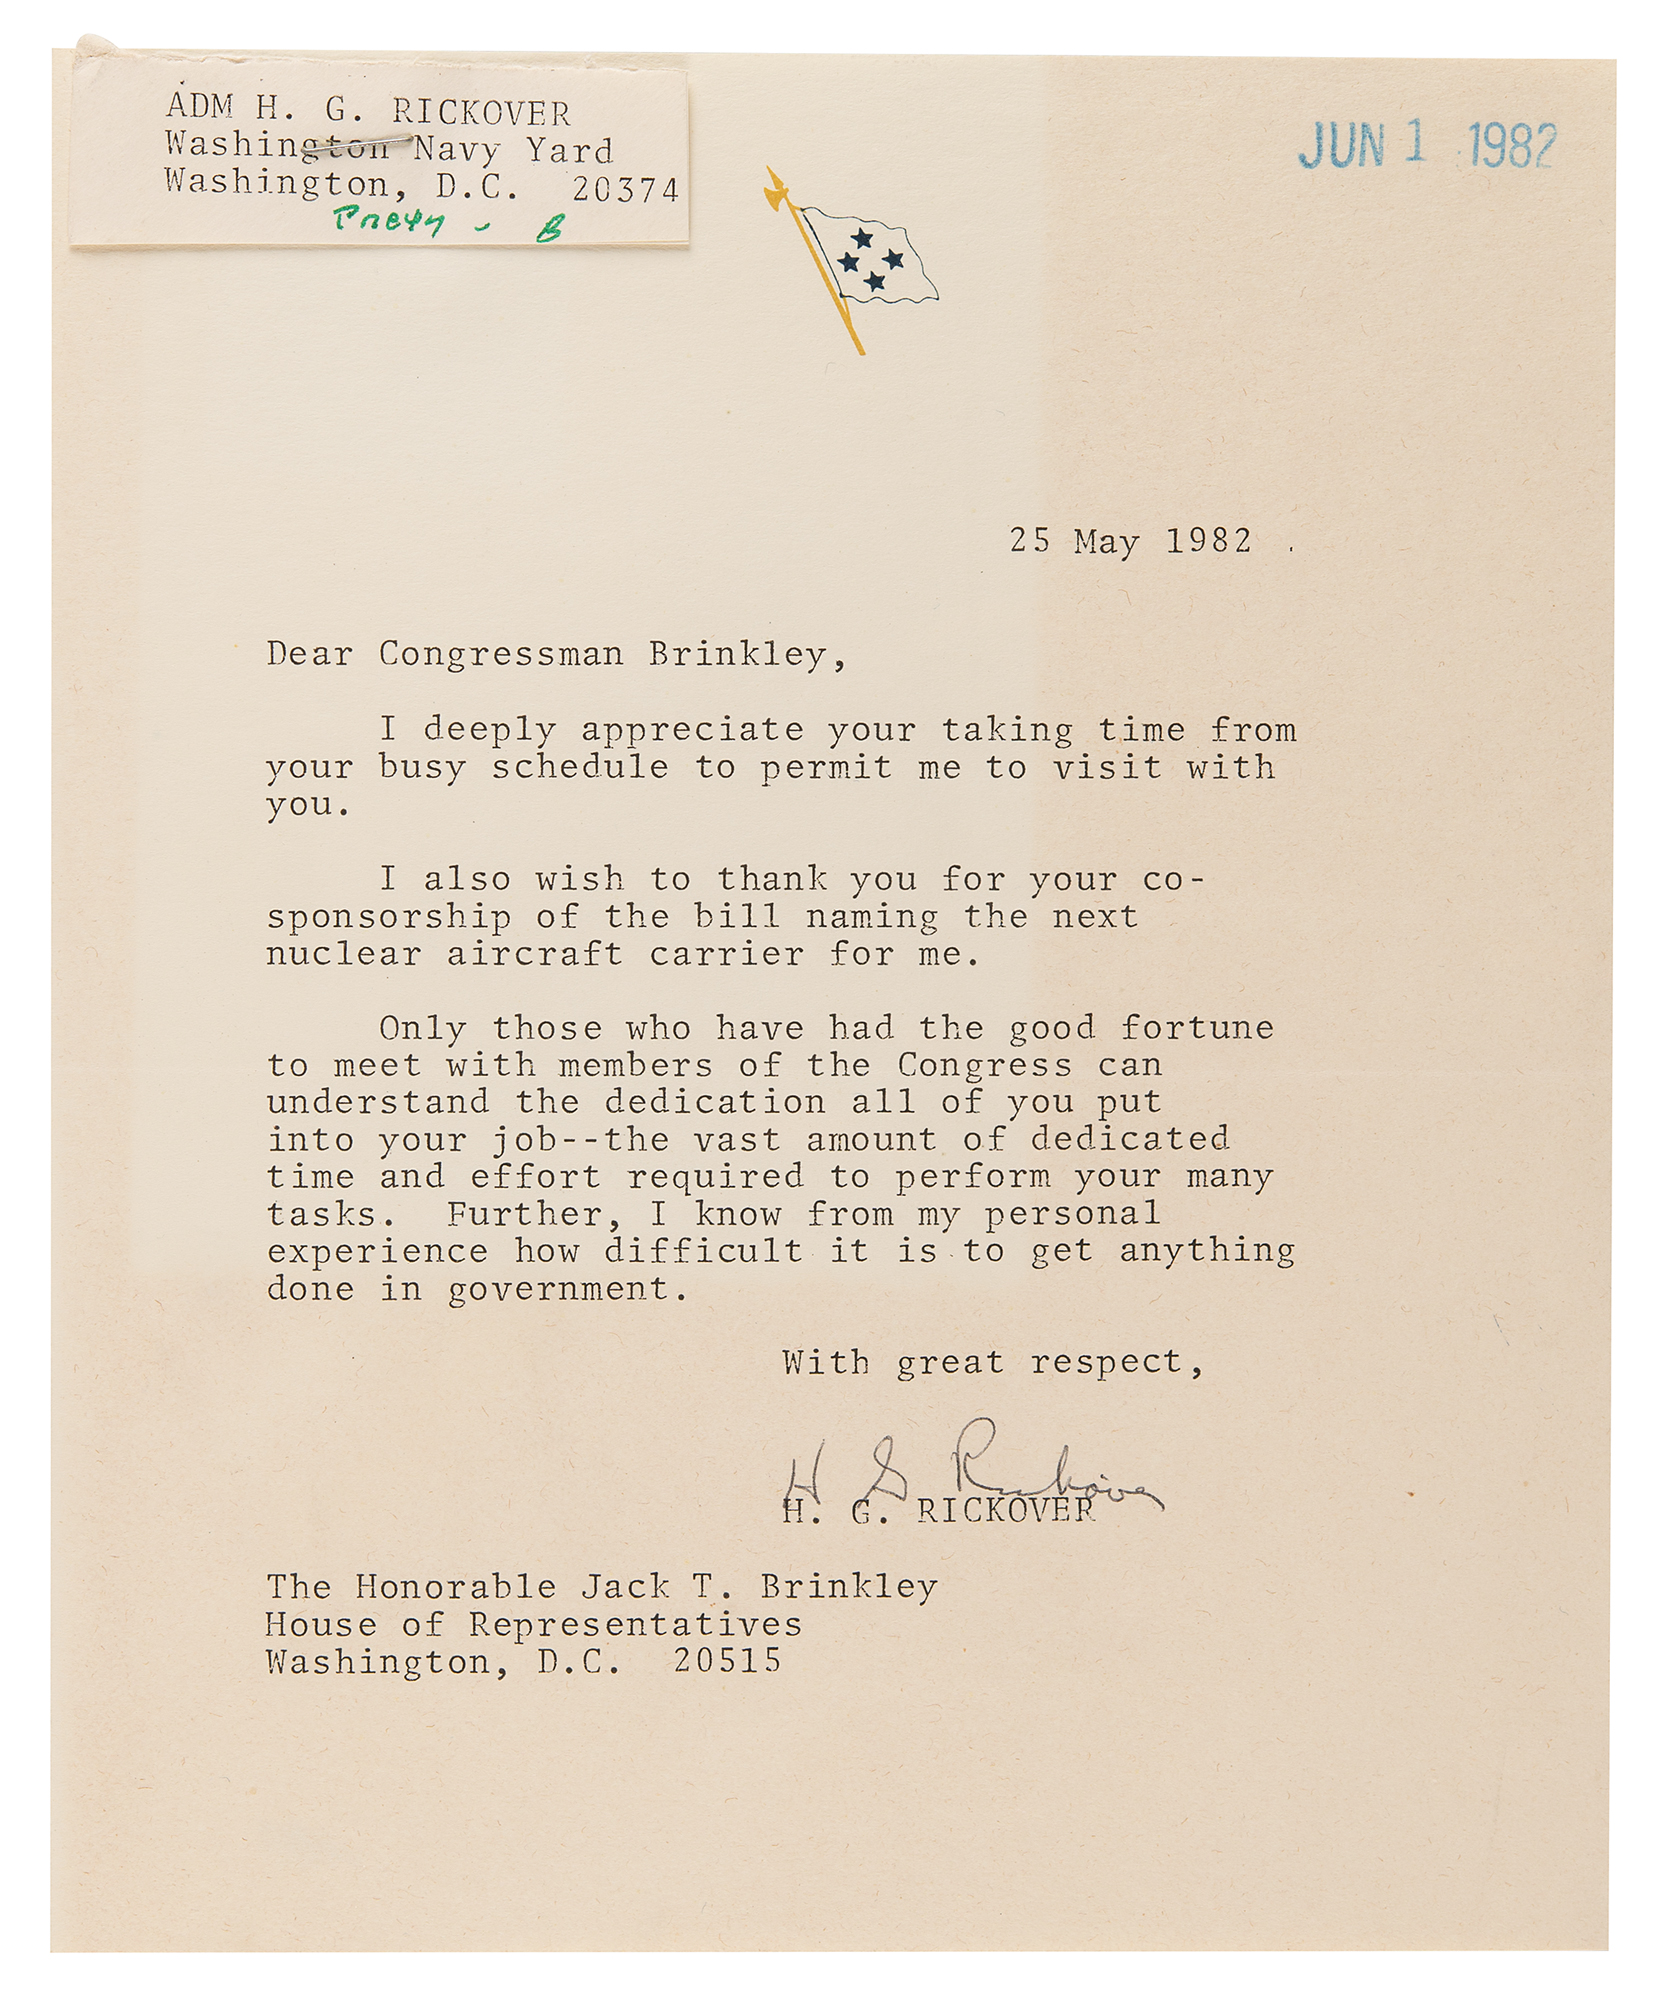 ADM H. G. RICKOVER
Washington Navy Yard
Washington, D.C. 20374
- B
JUN 1 1982
25 May 1982 .
Dear Congressman Brinkley,
I deeply appreciate your taking time from
your busy schedule to permit me to visit with
you.
I also wish to thank you for your co-
sponsorship of the bill naming the next
nuclear aircraft carrier for me.
Only those who have had the good fortune
to meet with members of the Congress can
understand the dedication all of you put
into your job--the vast amount of dedicated
time and effort required to perform your many
tasks. Further, I know from my personal
experience how difficult it is to get anything
done in government.
With great respect,
H G Rickover
H. G. RICKOVER
The Honorable Jack T. Brinkley
House of Representatives
Washington, D.C. 20515